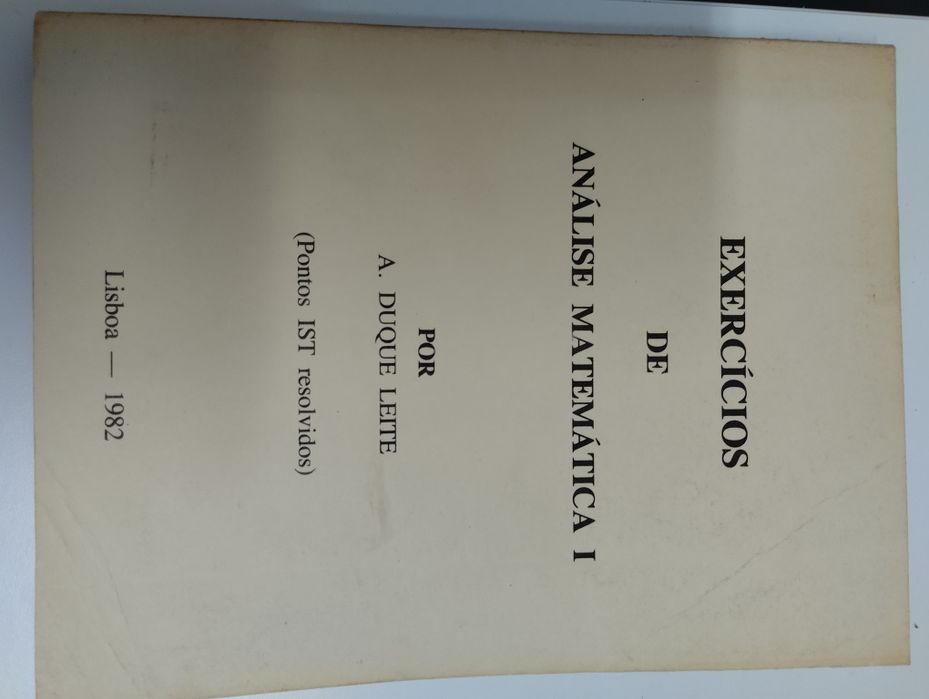 EXERCÍCIOS
DE
ANÁLISE MATEMÁTICA I
POR
A. DUQUE LEITE
(Pontos IST resolvidos)
Lisboa — 1982